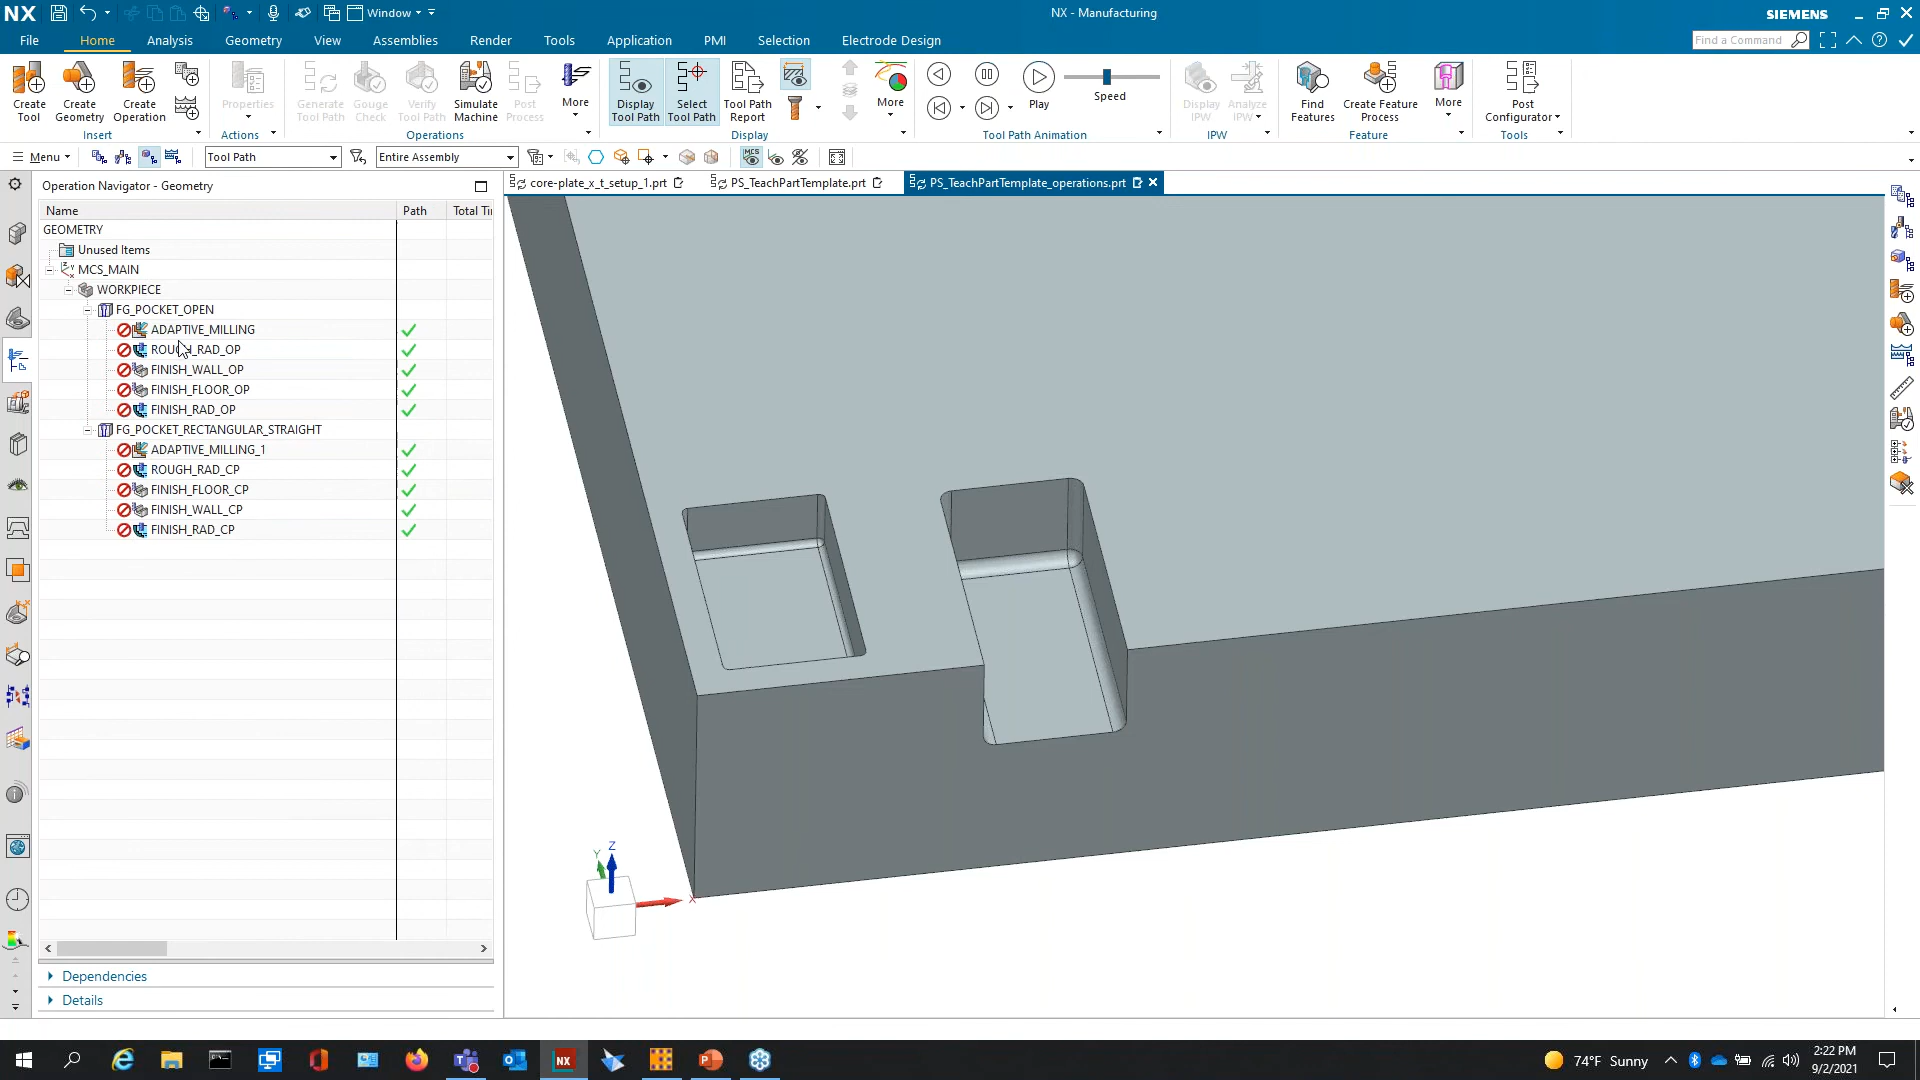 NX
Window
NX - Manufacturing
SIEMENS
File Home Analysis Geometry View Assemblies Render Tools Application PMI Selection Electrode Design
Find a Command
Create Tool
Create Geometry
Create Operation
Insert
Properties
Actions
Generate Tool Path
Gouge Check
Verify Tool Path
Simulate Machine
Post Process
More
Operations
Display Tool Path
Select Tool Path
Tool Path Report
More
Display
Play
Speed
Tool Path Animation
Display IPW
Analyze IPW
IPW
Find Features
Create Feature Process
More
Feature
Post Configurator
Tools
Menu
Tool Path
Entire Assembly
MCS
Operation Navigator - Geometry
core-plate_x_t_setup_1.prt
PS_TeachPartTemplate.prt
PS_TeachPartTemplate_operations.prt
Name Path Total Ti
GEOMETRY
Unused Items
MCS_MAIN
WORKPIECE
FG_POCKET_OPEN
ADAPTIVE_MILLING
ROUGH_RAD_OP
FINISH_WALL_OP
FINISH_FLOOR_OP
FINISH_RAD_OP
FG_POCKET_RECTANGULAR_STRAIGHT
ADAPTIVE_MILLING_1
ROUGH_RAD_CP
FINISH_FLOOR_CP
FINISH_WALL_CP
FINISH_RAD_CP
Z
Y
X
Dependencies
Details
NX
74°F Sunny
2:22 PM
9/2/2021